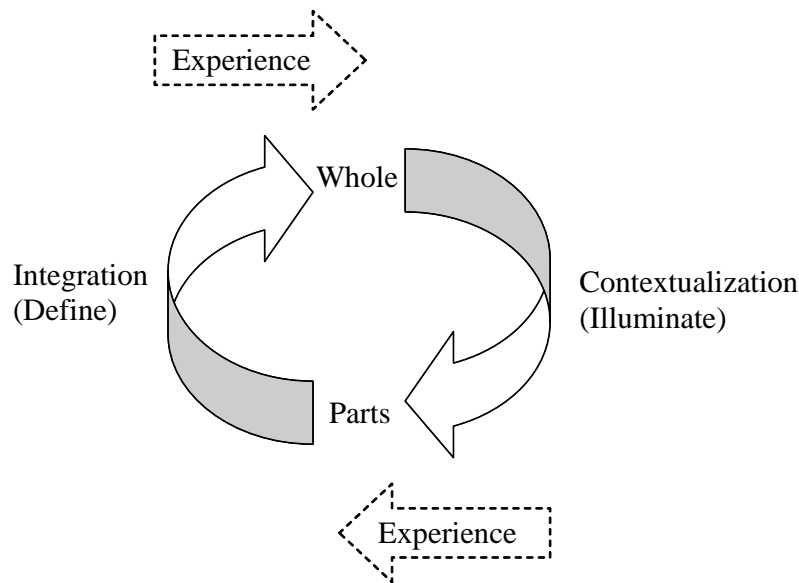 Experience
Whole
Integration
(Define)
Contextualization
(Illuminate)
Parts
Experience